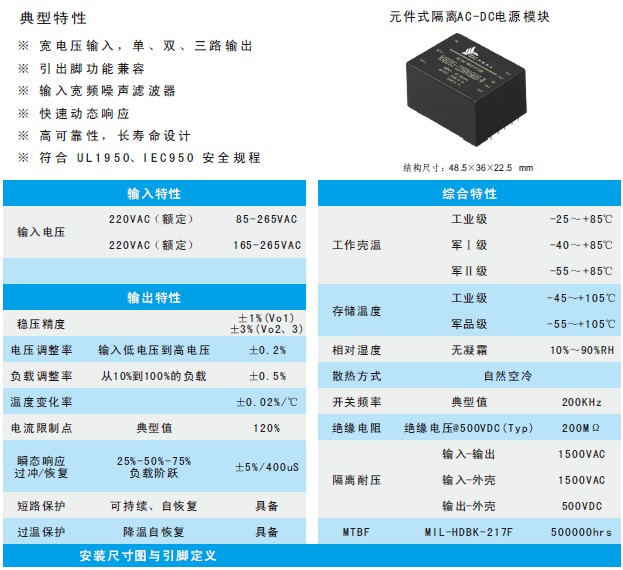 典型特性
※ 宽电压输入，单、双、三路输出
※ 引出脚功能兼容
※ 输入宽频噪声滤波器
※ 快速动态响应
※ 高可靠性，长寿命设计
※ 符合 UL1950、IEC950 安全规程
元件式隔离AC-DC电源模块
结构尺寸：48.5×36×22.5 mm
输入特性
输入电压 220VAC（额定） 85-265VAC
220VAC（额定） 165-265VAC
输出特性
稳压精度 ±1%(Vo1)
±3%(Vo2、3)
电压调整率 输入低电压到高电压 ±0.2%
负载调整率 从10%到100%的负载 ±0.5%
温度变化率 ±0.02%/℃
电流限制点 典型值 120%
瞬态响应 25%-50%-75% ±5%/400uS
过冲/恢复 负载阶跃
短路保护 可持续、自恢复 具备
过温保护 降温自恢复 具备
综合特性
工作壳温 工业级 -25～+85℃
军Ⅰ级 -40～+85℃
军Ⅱ级 -55～+85℃
存储温度 工业级 -45～+105℃
军品级 -55～+105℃
相对湿度 无凝霜 10%～90%RH
散热方式 自然空冷
开关频率 典型值 200KHz
绝缘电阻 绝缘电压@500VDC(Typ) 200MΩ
隔离耐压 输入-输出 1500VAC
输入-外壳 1500VAC
输出-外壳 500VDC
MTBF MIL-HDBK-217F 500000hrs
安装尺寸图与引脚定义